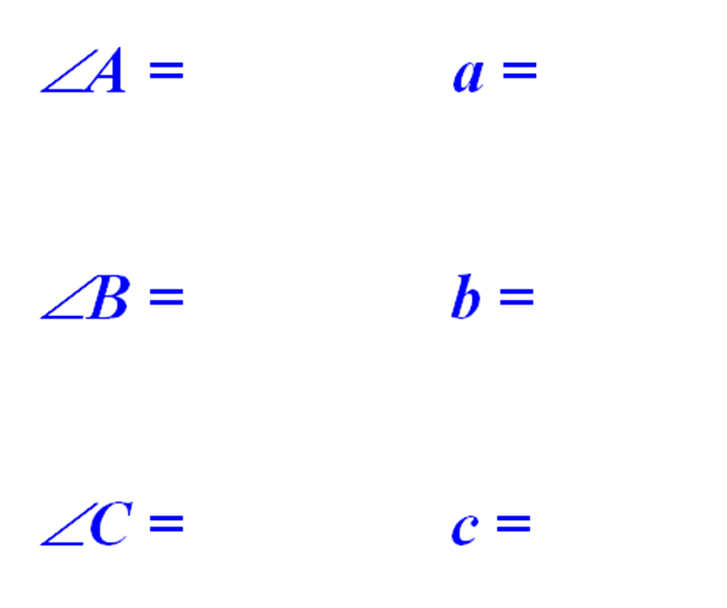 ∠A = a =
∠B = b =
∠C = c =